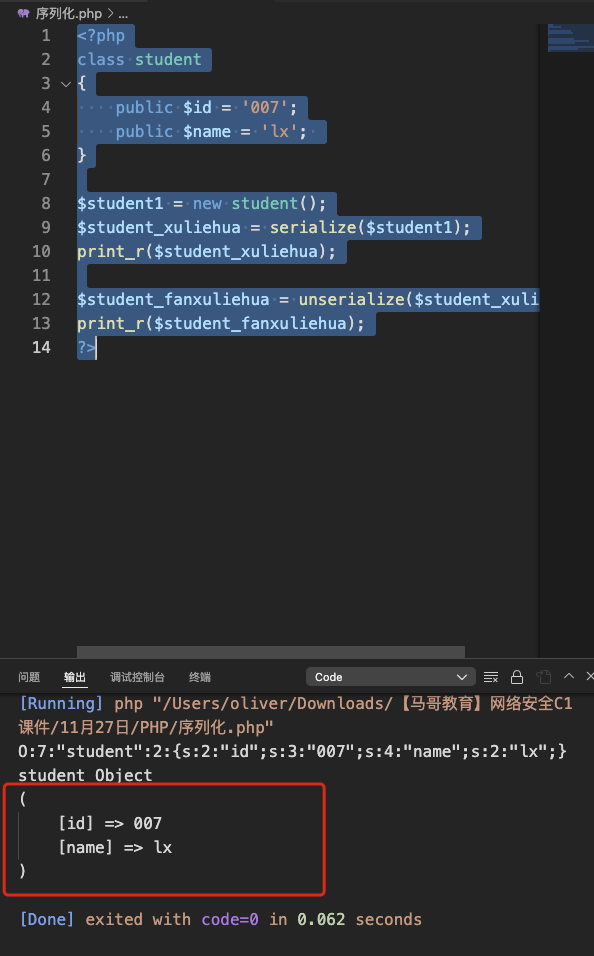 序列化.php > ...
1 <?php
2 class student
3 {
4 public $id = '007';
5 public $name = 'lx';
6 }
7
8 $student1 = new student();
9 $student_xuliehua = serialize($student1);
10 print_r($student_xuliehua);
11
12 $student_fanxuliehua = unserialize($student_xuli
13 print_r($student_fanxuliehua);
14 ?>
问题 输出 调试控制台 终端 Code
[Running] php "/Users/oliver/Downloads/【马哥教育】网络安全C1
课件/11月27日/PHP/序列化.php"
O:7:"student":2:{s:2:"id";s:3:"007";s:4:"name";s:2:"lx";}
student Object
(
[id] => 007
[name] => lx
)
[Done] exited with code=0 in 0.062 seconds